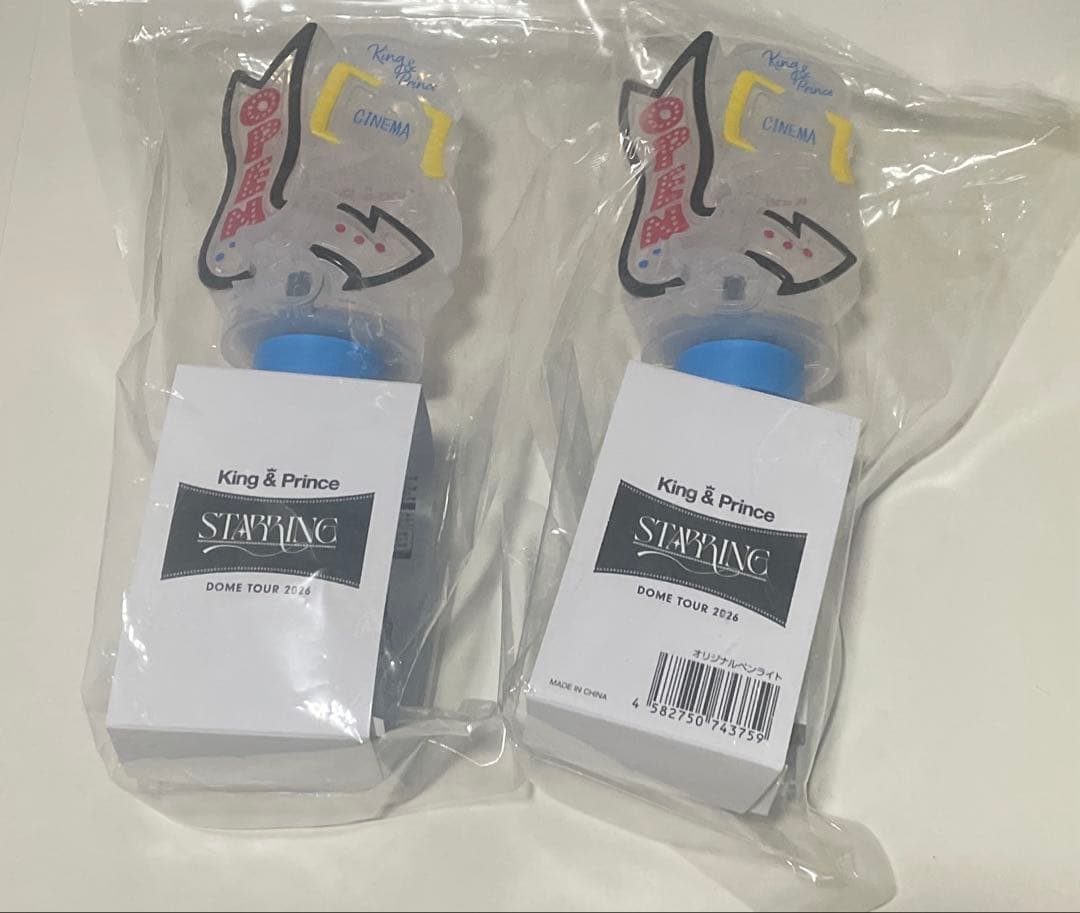 King &
Prince
CINEMA
OPEN
King & Prince
STARRING
DOME TOUR 2026
King &
Prince
CINEMA
OPEN
King & Prince
STARRING
DOME TOUR 2026
オリジナルペンライト
MADE IN CHINA
4 582750 743759